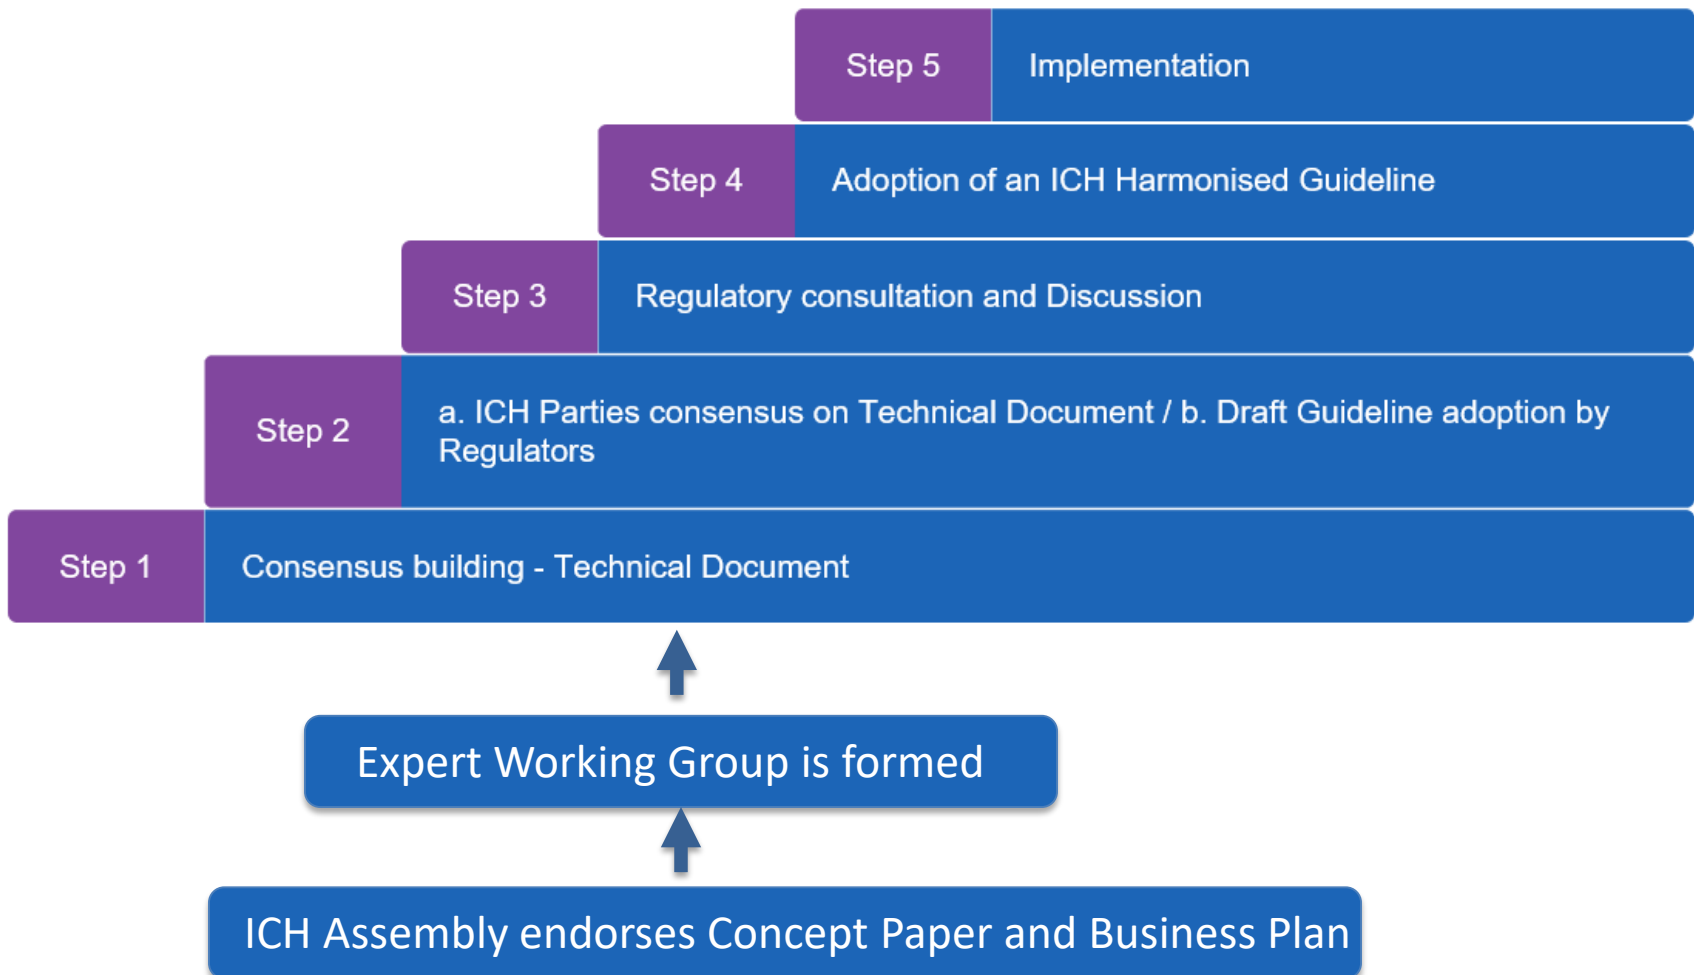 Step 5
Implementation
Step 4
Adoption of an ICH Harmonised Guideline
Step 3
Regulatory consultation and Discussion
Step 2
a. ICH Parties consensus on Technical Document / b. Draft Guideline adoption by
Regulators
Step 1
Consensus building - Technical Document
Expert Working Group is formed
ICH Assembly endorses Concept Paper and Business Plan